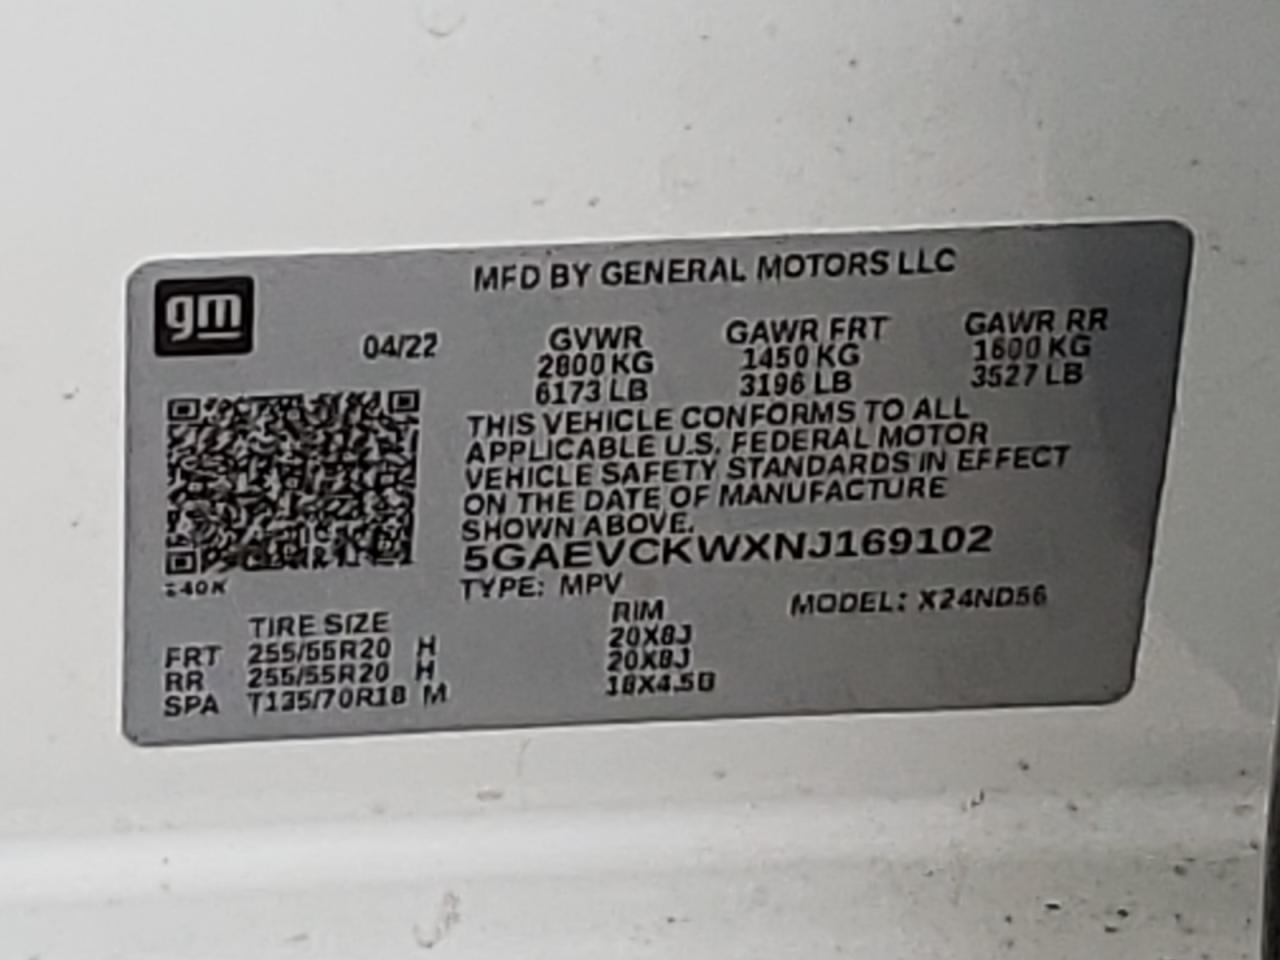 gm
MFD BY GENERAL MOTORS LLC
04/22
GVWR GAWR FRT GAWR RR
2800 KG 1450 KG 1600 KG
6173 LB 3196 LB 3527 LB
THIS VEHICLE CONFORMS TO ALL
APPLICABLE U.S. FEDERAL MOTOR
VEHICLE SAFETY STANDARDS IN EFFECT
ON THE DATE OF MANUFACTURE
SHOWN ABOVE.
5GAEVCKWXNJ169102
TYPE: MPV MODEL: X24ND56
TIRE SIZE RIM
FRT 255/55R20 H 20X8J
RR 255/55R20 H 20X8J
SPA T135/70R18 M 18X4.5B